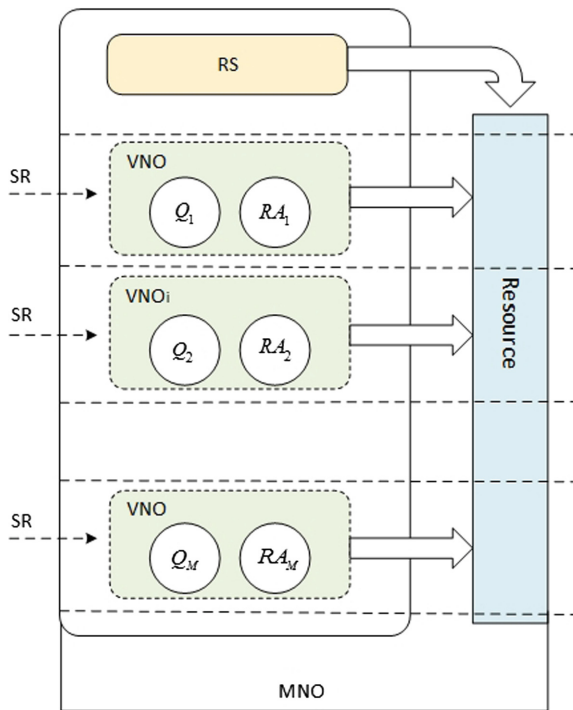 RS
SR
VNO
Q1
RA1
SR
VNOi
Q2
RA2
Resource
SR
VNO
QM
RAM
MNO